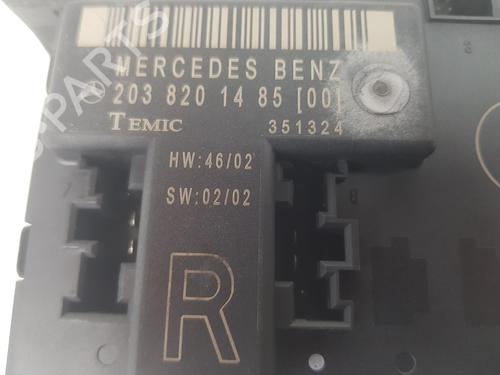 MERCEDES BENZ
203 820 14 85 [00]
TEMIC 351324
HW:46/02
SW:02/02
R